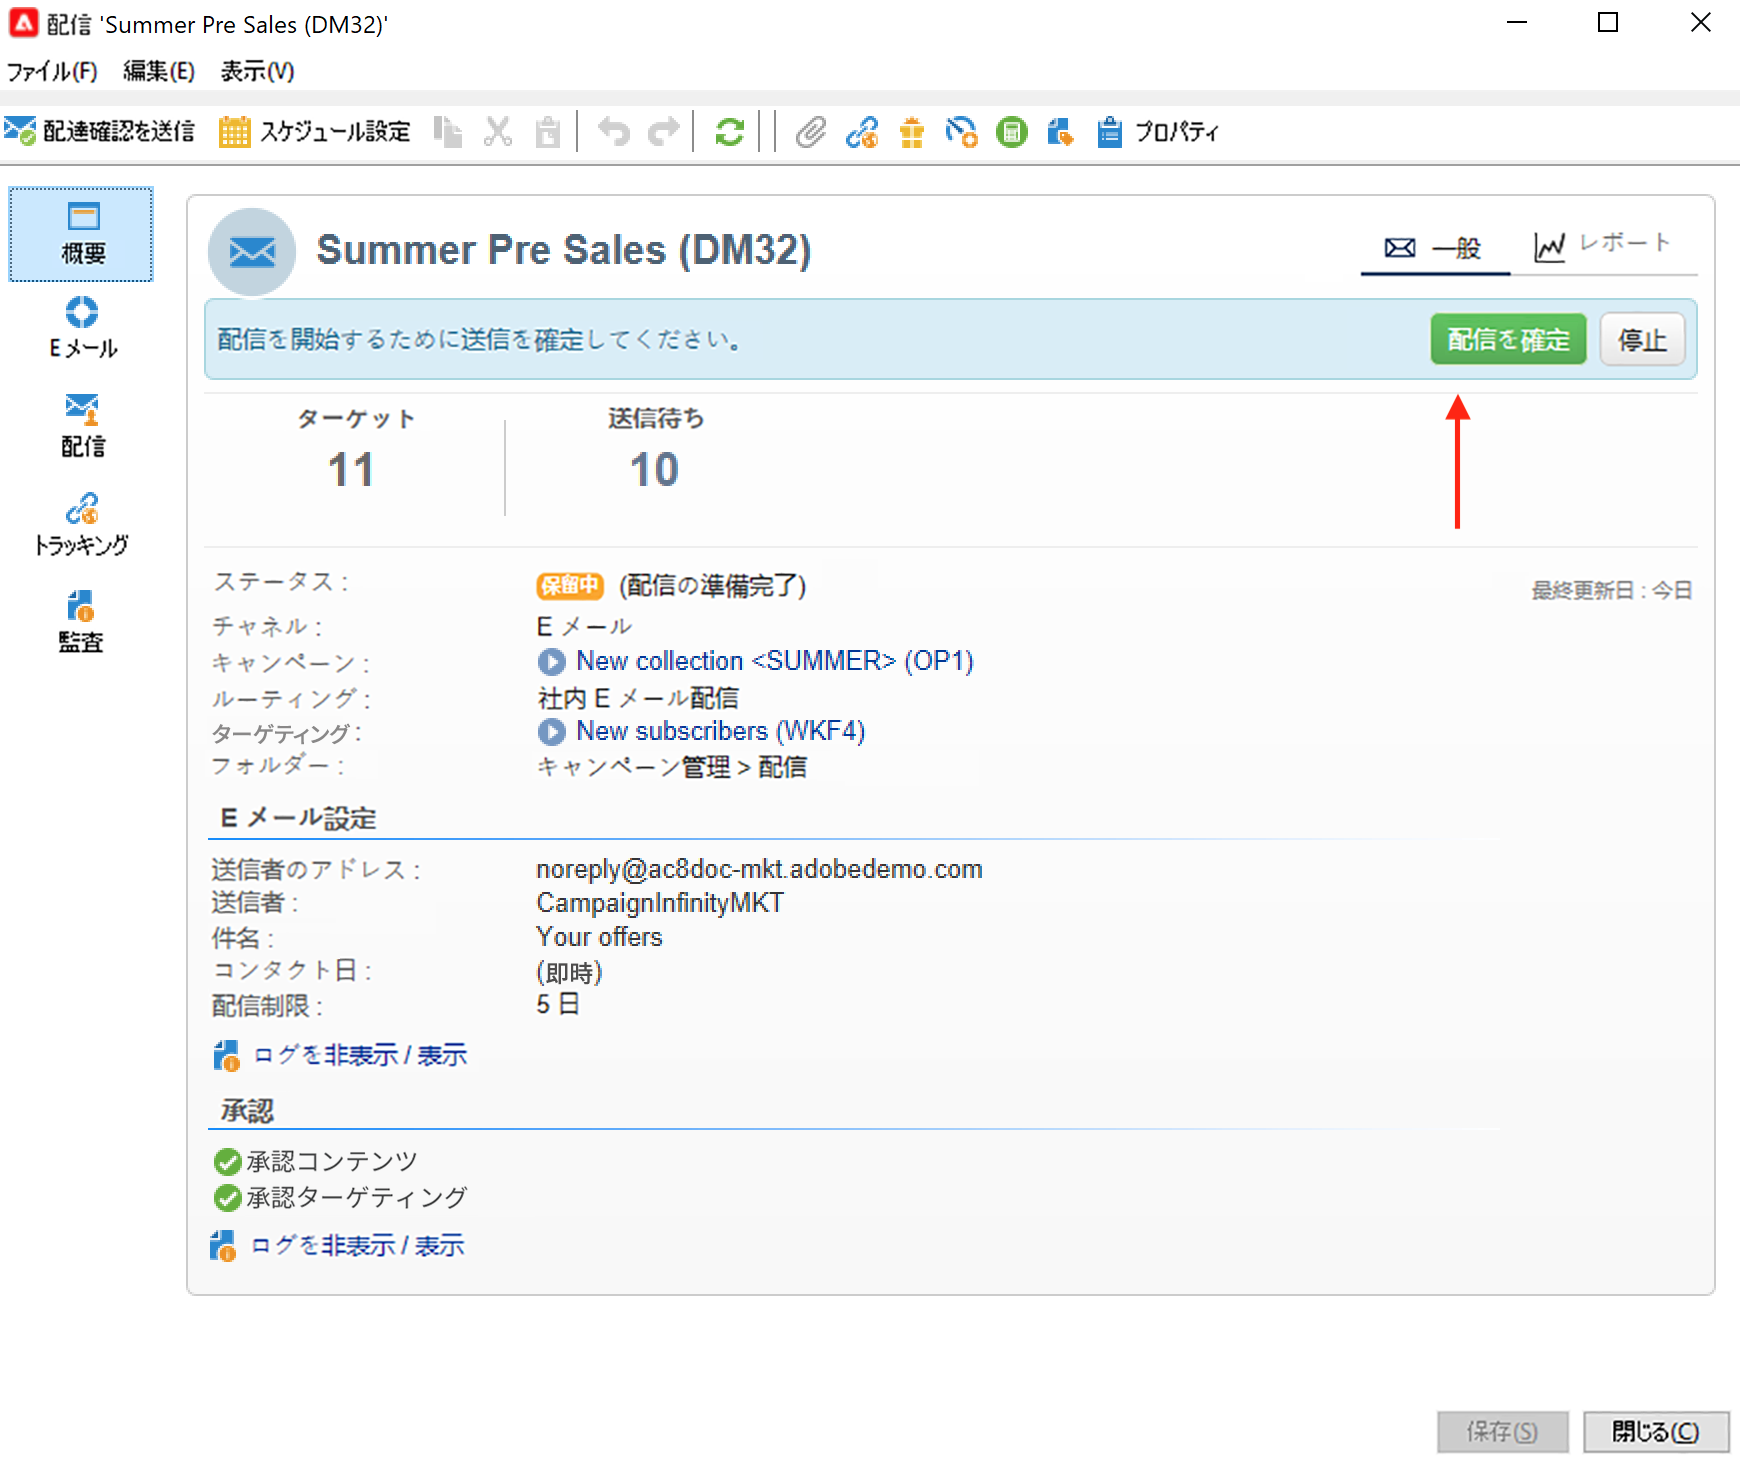 配信 'Summer Pre Sales (DM32)'
ファイル(F) 編集(E) 表示(V)
配達確認を送信 スケジュール設定 プロパティ
概要
E メール
配信
トラッキング
監査
Summer Pre Sales (DM32)
一般 レポート
配信を開始するために送信を確定してください。
配信を確定 停止
ターゲット 送信待ち
11 10
ステータス : 保留中 (配信の準備完了) 最終更新日 : 今日
チャネル : E メール
キャンペーン : New collection <SUMMER> (OP1)
ルーティング : 社内 E メール配信
ターゲティング : New subscribers (WKF4)
フォルダー : キャンペーン管理 > 配信
E メール設定
送信者のアドレス : noreply@ac8doc-mkt.adobedemo.com
送信者 : CampaignInfinityMKT
件名 : Your offers
コンタクト日 : (即時)
配信制限 : 5 日
ログを非表示 / 表示
承認
承認コンテンツ
承認ターゲティング
ログを非表示 / 表示
保存(S) 閉じる(C)